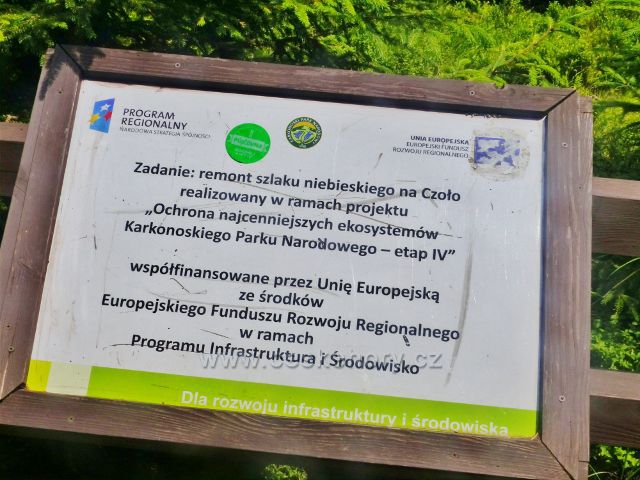 PROGRAM
REGIONALNY
NARODOWA STRATEGIA SPÓJNOŚCI
UNIA EUROPEJSKA
EUROPEJSKI FUNDUSZ
ROZWOJU REGIONALNEGO
Zadanie: remont szlaku niebieskiego na Czoło
realizowany w ramach projektu
„Ochrona najcenniejszych ekosystemów
Karkonoskiego Parku Narodowego – etap IV”
współfinansowane przez Unię Europejską
ze środków
Europejskiego Funduszu Rozwoju Regionalnego
w ramach
Programu Infrastruktura i Środowisko
Dla rozwoju infrastruktury i środowiska